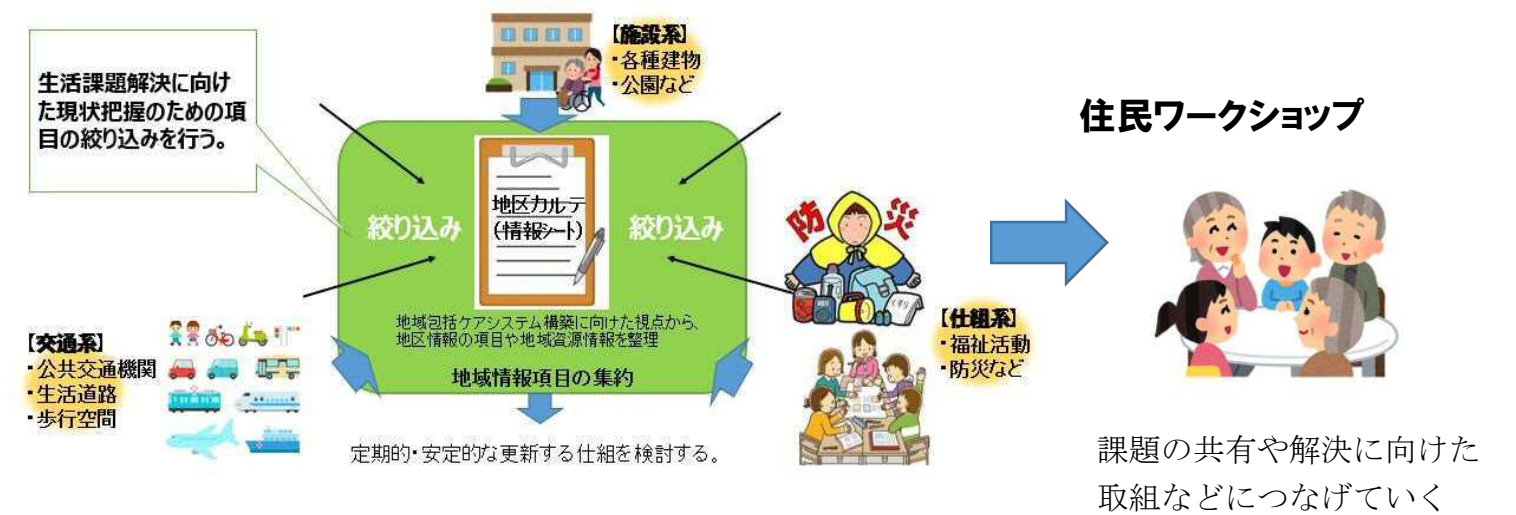 生活課題解決に向け
た現状把握のための項
目の絞り込みを行う。
【施設系】
・各種建物
・公園など
絞り込み
地区カルテ
(情報シート)
絞り込み
地域包括ケアシステム構築に向けた視点から、
地区情報の項目や地域資源情報を整理
地域情報項目の集約
【交通系】
・公共交通機関
・生活道路
・歩行空間
防災
くすり
【仕組系】
・福祉活動
・防災など
定期的・安定的な更新する仕組を検討する。
住民ワークショップ
課題の共有や解決に向けた
取組などにつなげていく